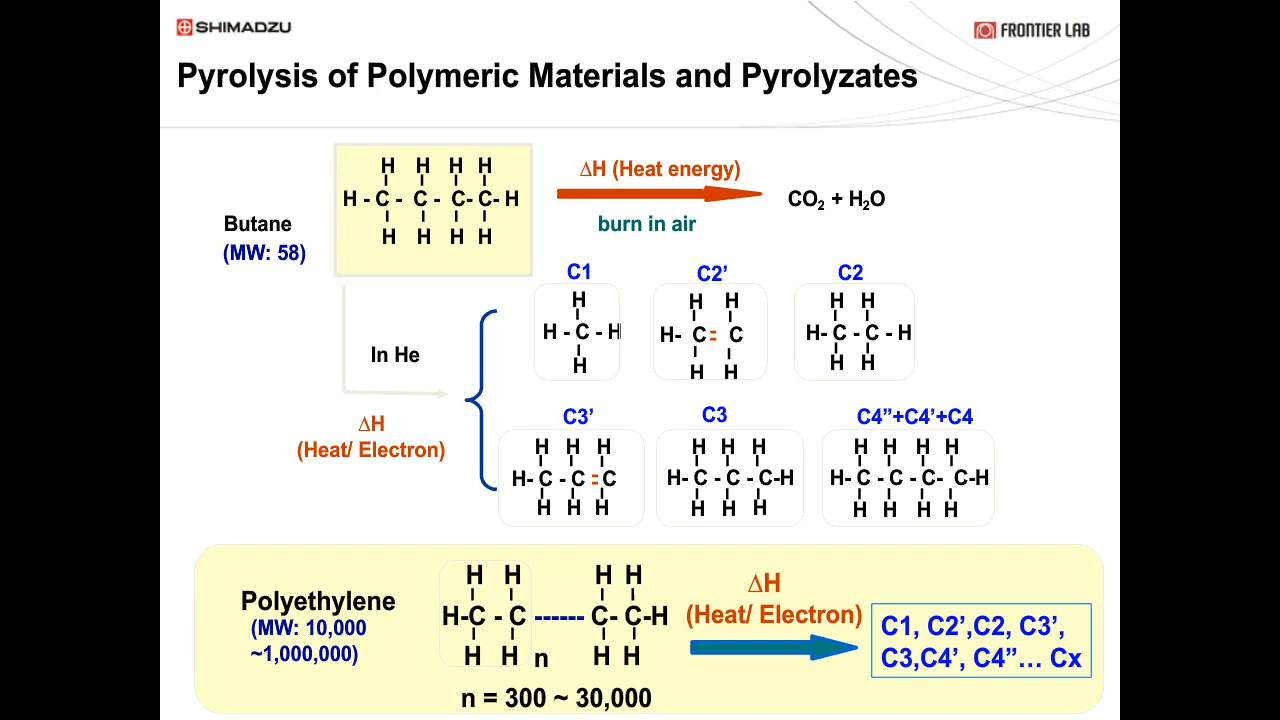 SHIMADZU
FRONTIER LAB
Pyrolysis of Polymeric Materials and Pyrolyzates
H H H H
H - C - C - C- C- H
H H H H
Butane
(MW: 58)
ΔH (Heat energy)
burn in air
CO₂ + H₂O
In He
ΔH
(Heat/ Electron)
C1
H
H - C - H
H
C2’
H H
H- C = C
H H
C2
H H
H- C - C - H
H H
C3’
H H H
H- C - C = C
H H H
C3
H H H
H- C - C - C-H
H H H
C4”+C4’+C4
H H H H
H- C - C - C- C-H
H H H H
Polyethylene
(MW: 10,000
~1,000,000)
H H H H
H-C - C ------ C- C-H
H H n H H
n = 300 ~ 30,000
ΔH
(Heat/ Electron)
C1, C2’,C2, C3’,
C3,C4’, C4”… Cx